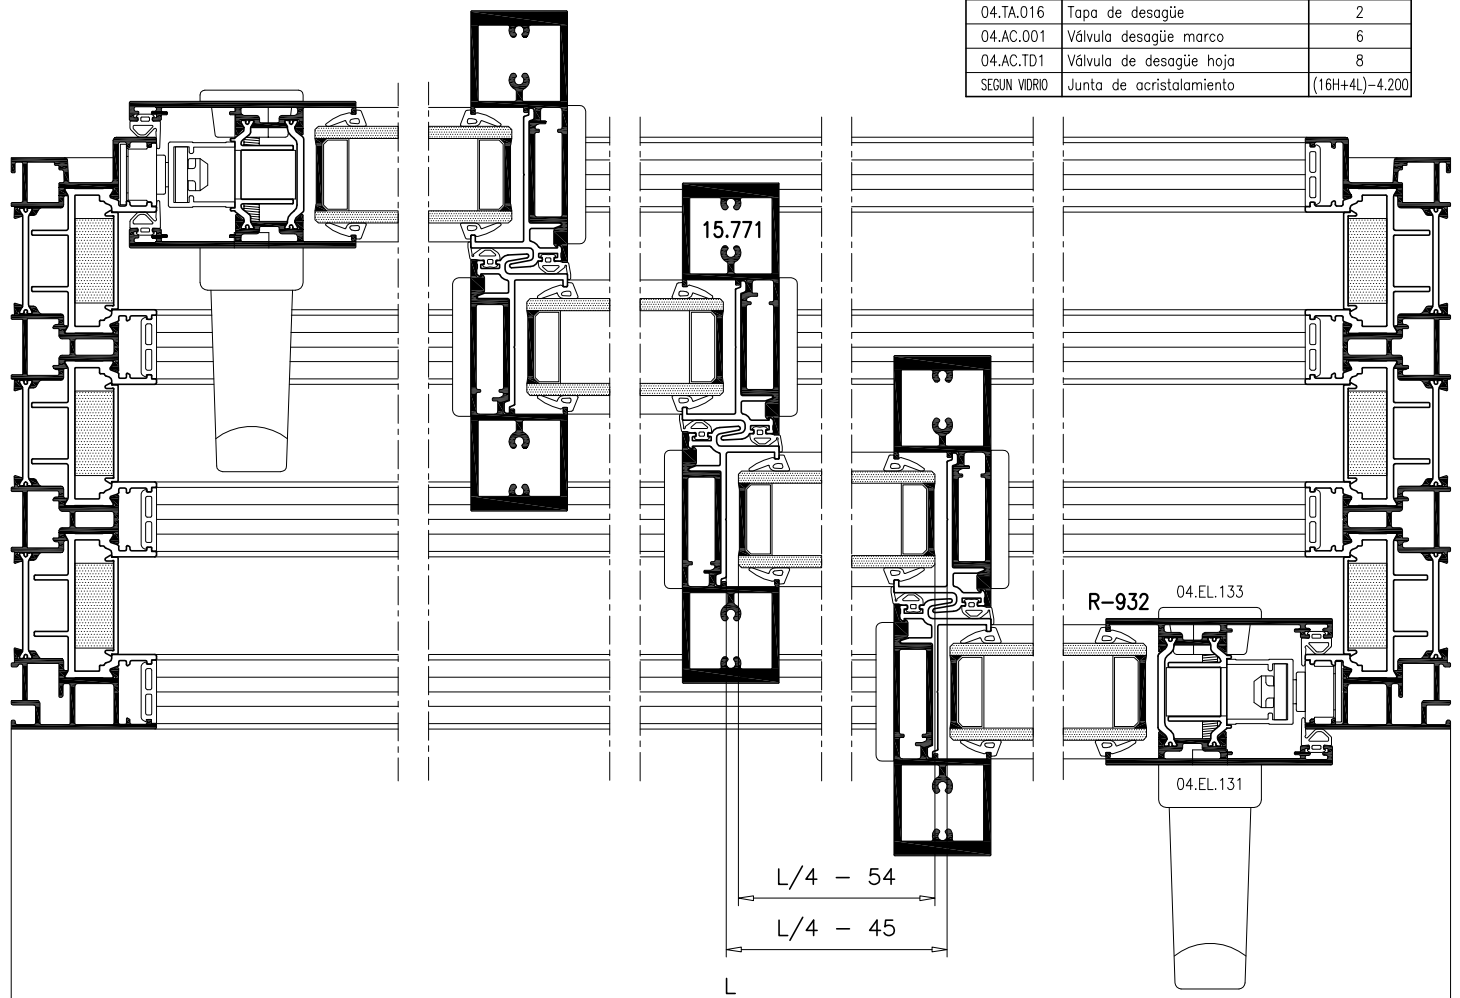 04.TA.016 Tapa de desagüe 2
04.AC.001 Válvula desagüe marco 6
04.AC.TD1 Válvula de desagüe hoja 8
SEGUN VIDRIO Junta de acristalamiento (16H+4L)-4.200
15.771
R-932
04.EL.133
04.EL.131
L/4 - 54
L/4 - 45
L